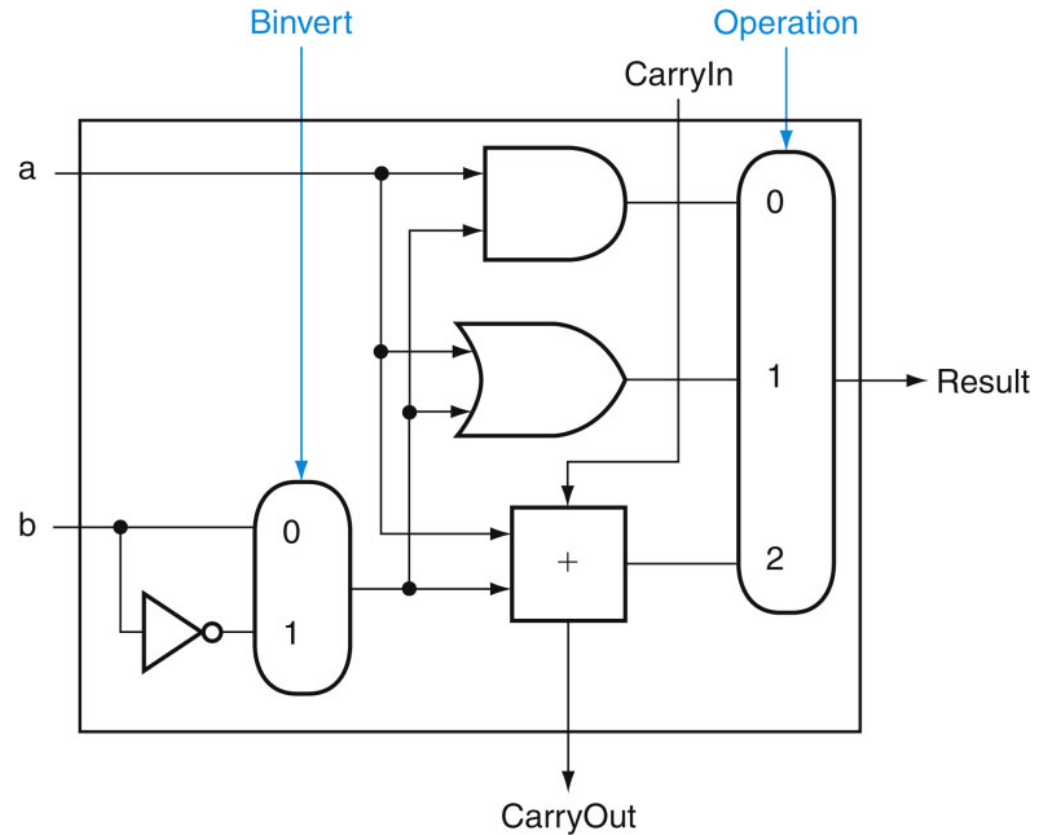 Binvert
Operation
CarryIn
a
0
1
Result
b
0
+
2
1
CarryOut